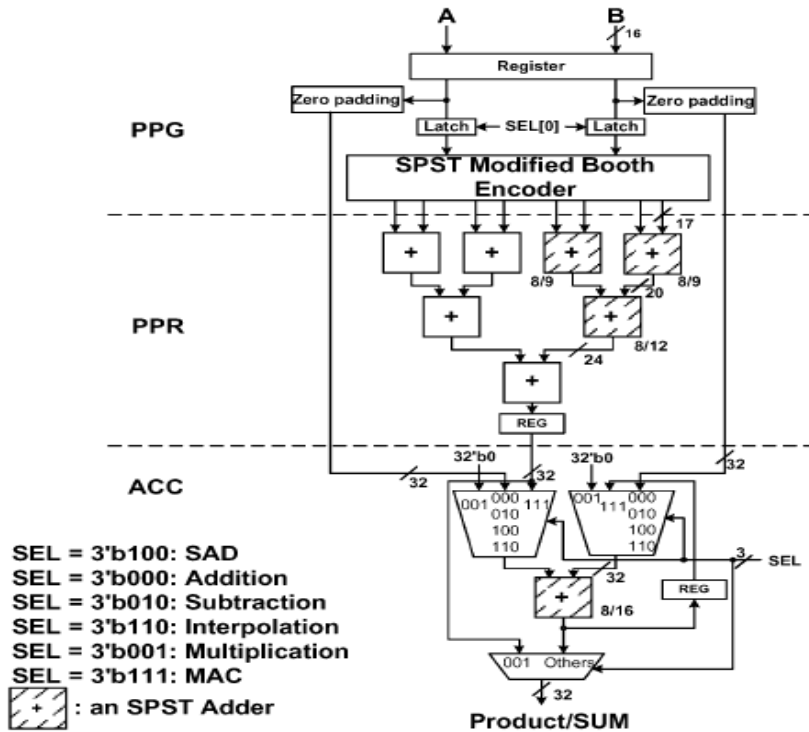 A B
16
Register
Zero padding Zero padding
PPG
Latch SEL[0] Latch
SPST Modified Booth
Encoder
17
+ + + +
8/9 20 8/9
PPR
+ +
8/12
24
+
REG
ACC
32'b0 32'b0
32 32 32
001 000 111 001 111 000
010 010
100 100
110 110
3 SEL
32
+ REG
8/16
001 Others
32
Product/SUM
SEL = 3'b100: SAD
SEL = 3'b000: Addition
SEL = 3'b010: Subtraction
SEL = 3'b110: Interpolation
SEL = 3'b001: Multiplication
SEL = 3'b111: MAC
+ : an SPST Adder